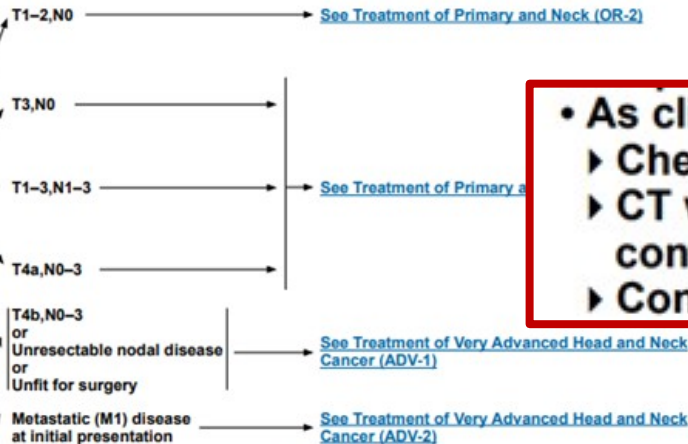 T1–2,N0
See Treatment of Primary and Neck (OR-2)
T3,N0
T1–3,N1–3
See Treatment of Primary a
T4a,N0–3
T4b,N0–3
or
Unresectable nodal disease
or
Unfit for surgery
See Treatment of Very Advanced Head and Neck
Cancer (ADV-1)
Metastatic (M1) disease
at initial presentation
See Treatment of Very Advanced Head and Neck
Cancer (ADV-2)
• As cl
Che
CT
con
Con